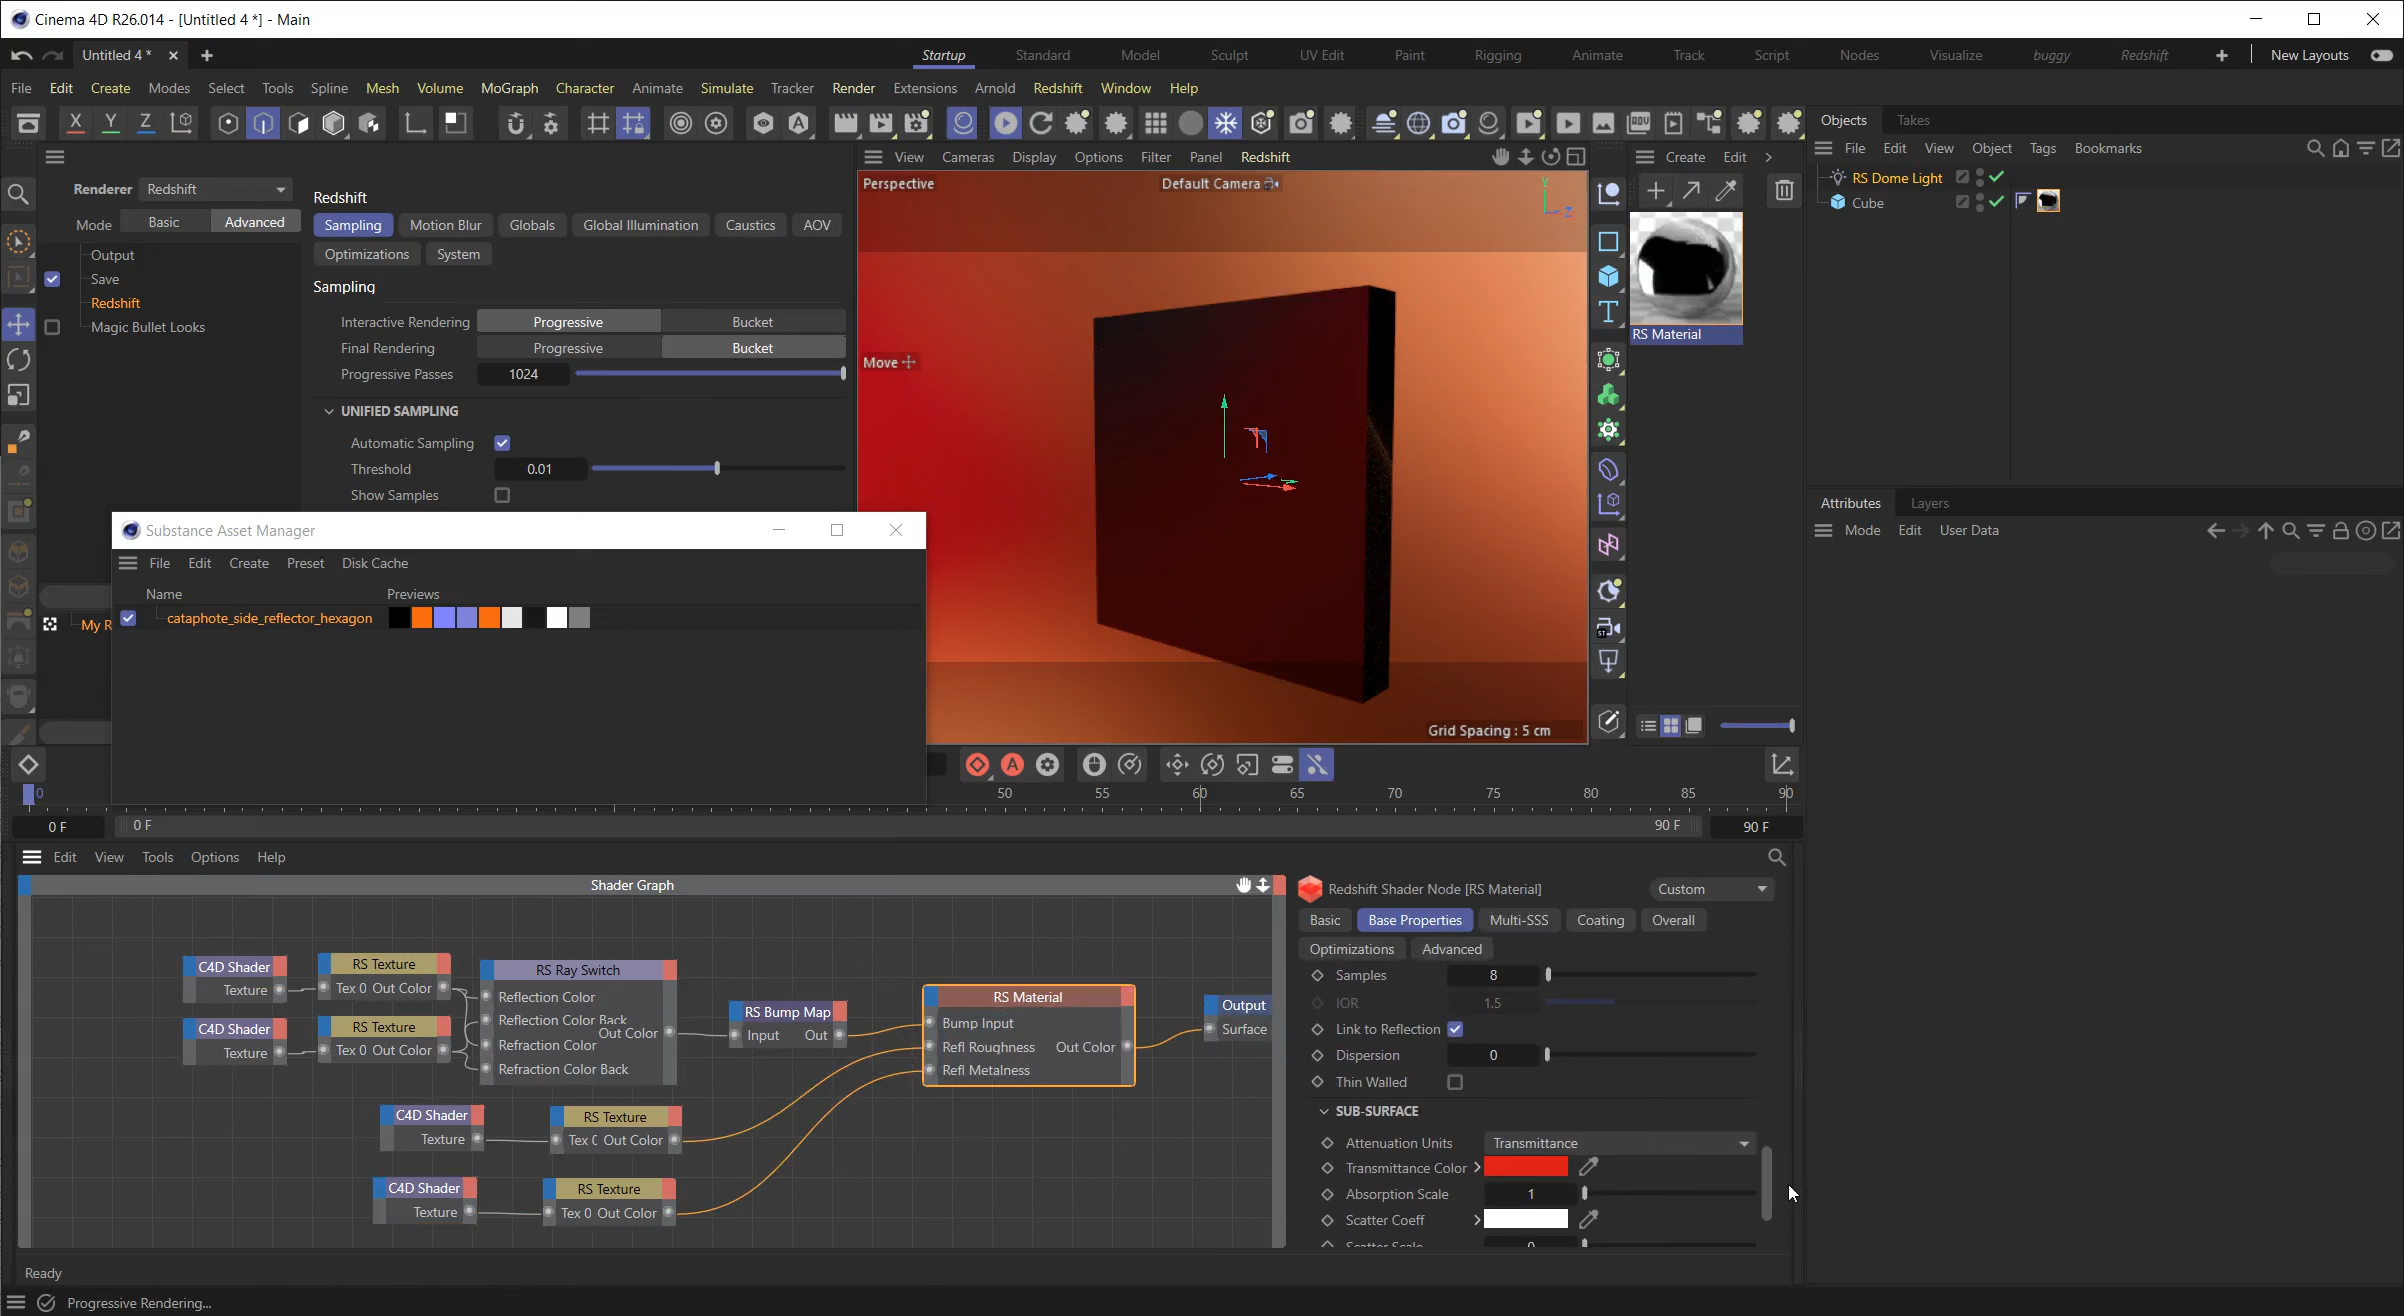 Cinema 4D R26.014 - [Untitled 4 *] - Main
Untitled 4 *
Startup Standard Model Sculpt UV Edit Paint Rigging Animate Track Script Nodes Visualize buggy Redshift New Layouts
File Edit Create Modes Select Tools Spline Mesh Volume MoGraph Character Animate Simulate Tracker Render Extensions Arnold Redshift Window Help
X Y Z
Objects Takes
File Edit View Object Tags Bookmarks
RS Dome Light
Cube
Renderer Redshift
Mode Basic Advanced
Output
Save
Redshift
Magic Bullet Looks
Redshift
Sampling Motion Blur Globals Global Illumination Caustics AOV
Optimizations System
Sampling
Interactive Rendering Progressive Bucket
Final Rendering Progressive Bucket
Progressive Passes 1024
UNIFIED SAMPLING
Automatic Sampling
Threshold 0.01
Show Samples
View Cameras Display Options Filter Panel Redshift
Perspective
Default Camera
Move
Grid Spacing : 5 cm
Create Edit
RS Material
Attributes Layers
Mode Edit User Data
My R
Substance Asset Manager
File Edit Create Preset Disk Cache
Name Previews
cataphote_side_reflector_hexagon
0 50 55 60 65 70 75 80 85 90
0 F 0 F 90 F 90 F
Edit View Tools Options Help
Shader Graph
C4D Shader
Texture
RS Texture
Tex 0 Out Color
C4D Shader
Texture
RS Texture
Tex 0 Out Color
RS Ray Switch
Reflection Color
Reflection Color Back
Out Color
Refraction Color
Refraction Color Back
RS Bump Map
Input Out
RS Material
Bump Input
Refl Roughness Out Color
Refl Metalness
Output
Surface
C4D Shader
Texture
RS Texture
Tex 0 Out Color
C4D Shader
Texture
RS Texture
Tex 0 Out Color
Redshift Shader Node [RS Material] Custom
Basic Base Properties Multi-SSS Coating Overall
Optimizations Advanced
Samples 8
IOR 1.5
Link to Reflection
Dispersion 0
Thin Walled
SUB-SURFACE
Attenuation Units Transmittance
Transmittance Color
Absorption Scale 1
Scatter Coeff
Scatter Scale 0
Ready
Progressive Rendering...